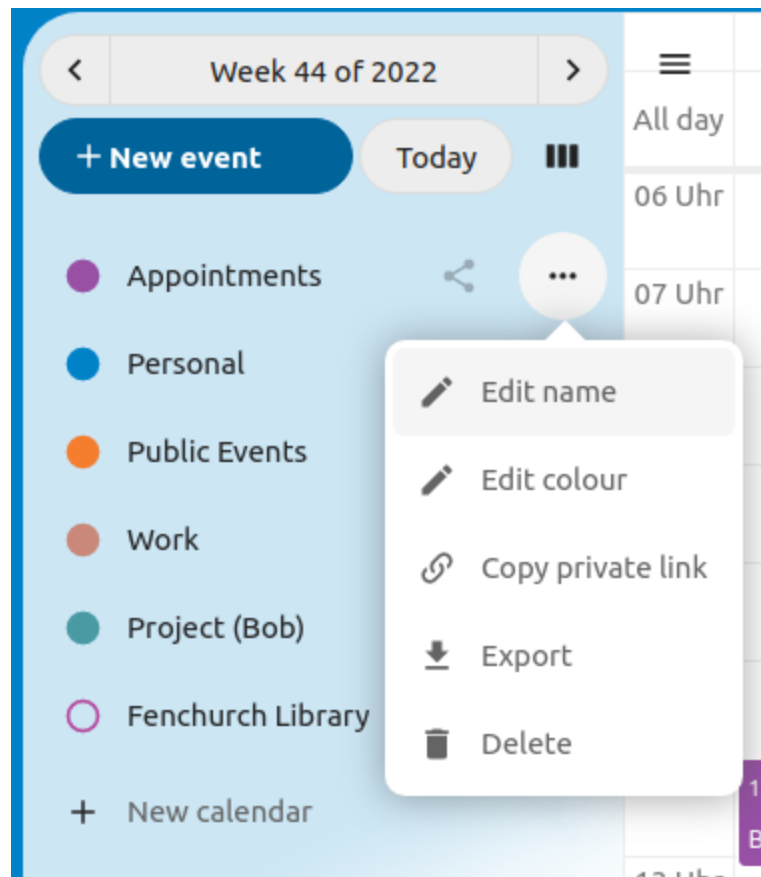 Week 44 of 2022
+ New event
Today
All day
06 Uhr
07 Uhr
Appointments
Personal
Public Events
Work
Project (Bob)
Fenchurch Library
+ New calendar
Edit name
Edit colour
Copy private link
Export
Delete